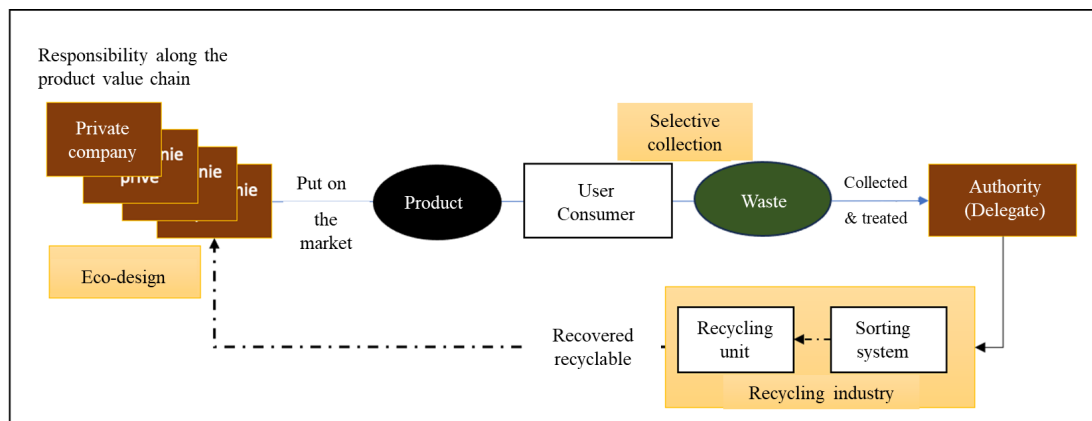 Responsibility along the
product value chain
Private
company
nie
prive
nie
nie
Eco-design
Put on
the
market
Product
Selective
collection
User
Consumer
Waste
Collected
& treated
Authority
(Delegate)
Recovered
recyclable
Recycling
unit
Sorting
system
Recycling industry